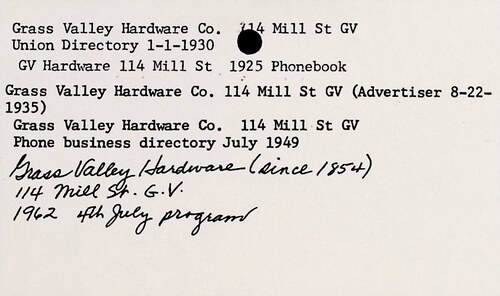 Grass Valley Hardware Co. 114 Mill St GV
Union Directory 1-1-1930
GV Hardware 114 Mill St 1925 Phonebook
Grass Valley Hardware Co. 114 Mill St GV (Advertiser 8-22-
1935)
Grass Valley Hardware Co. 114 Mill St GV
Phone business directory July 1949
Grass Valley Hardware (since 1854)
114 Mill St. G.V.
1962 4th July program